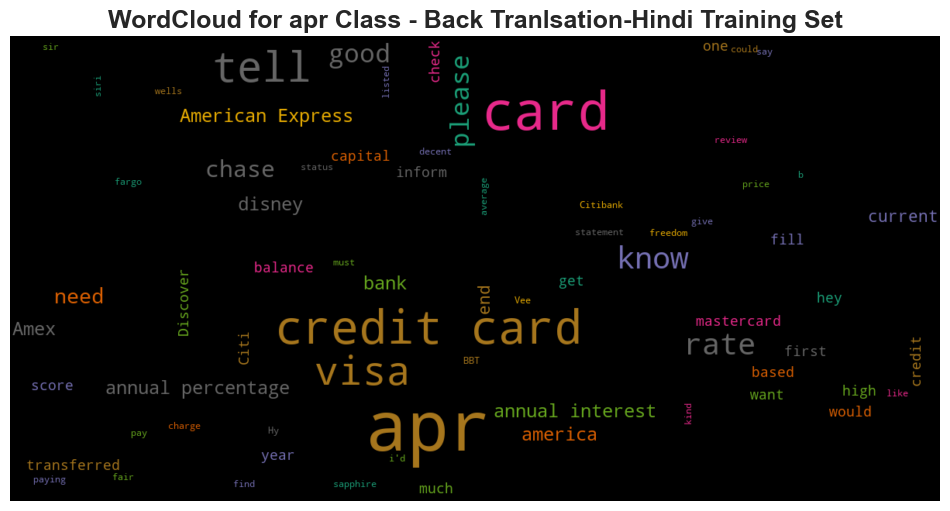 WordCloud for apr Class - Back Tranlsation-Hindi Training Set
sir
tell
good
check
please
one
could
say
siri
wells
listed
American Express
card
capital
decent
review
chase
status
inform
fargo
average
price
b
disney
Citibank
give
current
statement
freedom
fill
know
balance
must
bank
get
need
Discover
end
Vee
hey
Amex
Citi
credit card
mastercard
rate
first
credit
visa
BBT
score
annual percentage
based
want
high
like
apr
annual interest
kind
would
pay
charge
Hy
america
transferred
year
i'd
paying
fair
find
sapphire
much